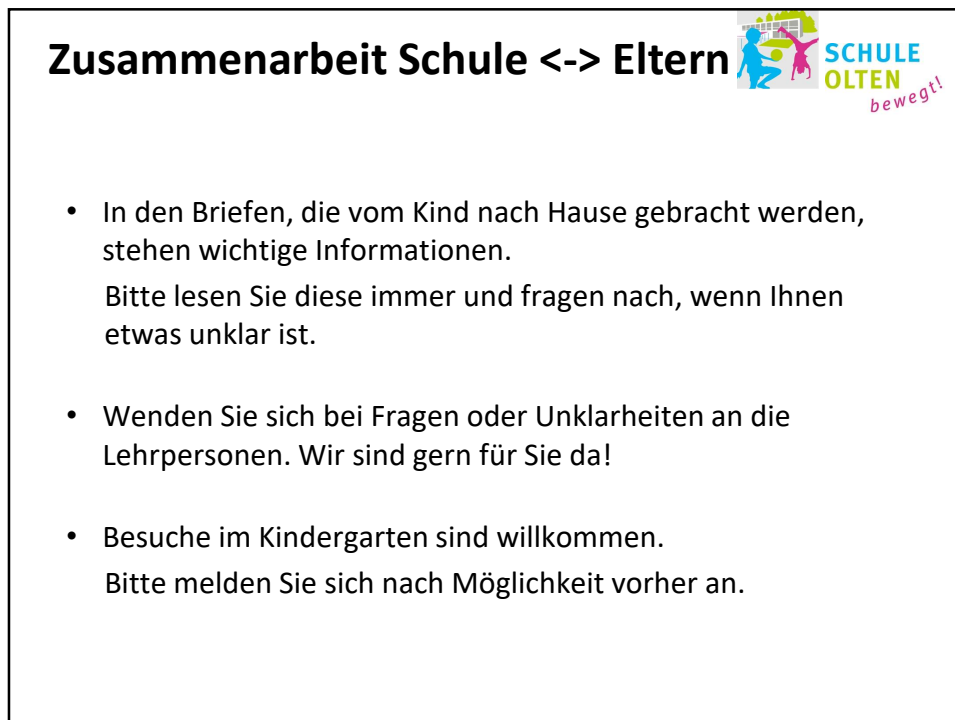 Zusammenarbeit Schule <-> Eltern
SCHULE
OLTEN
bewegt!
• In den Briefen, die vom Kind nach Hause gebracht werden,
stehen wichtige Informationen.
Bitte lesen Sie diese immer und fragen nach, wenn Ihnen
etwas unklar ist.
• Wenden Sie sich bei Fragen oder Unklarheiten an die
Lehrpersonen. Wir sind gern für Sie da!
• Besuche im Kindergarten sind willkommen.
Bitte melden Sie sich nach Möglichkeit vorher an.